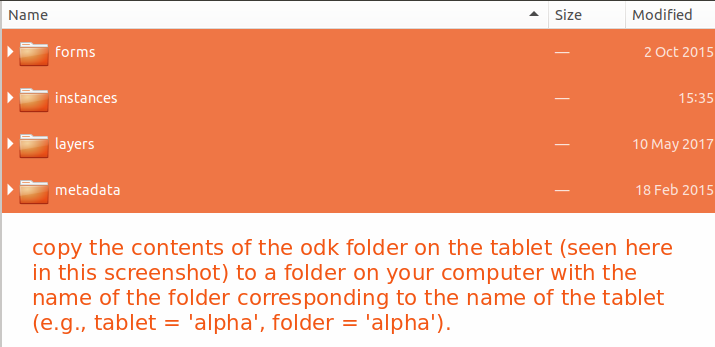 Name Size Modified
forms — 2 Oct 2015
instances — 15:35
layers — 10 May 2017
metadata — 18 Feb 2015
copy the contents of the odk folder on the tablet (seen here
in this screenshot) to a folder on your computer with the
name of the folder corresponding to the name of the tablet
(e.g., tablet = 'alpha', folder = 'alpha').